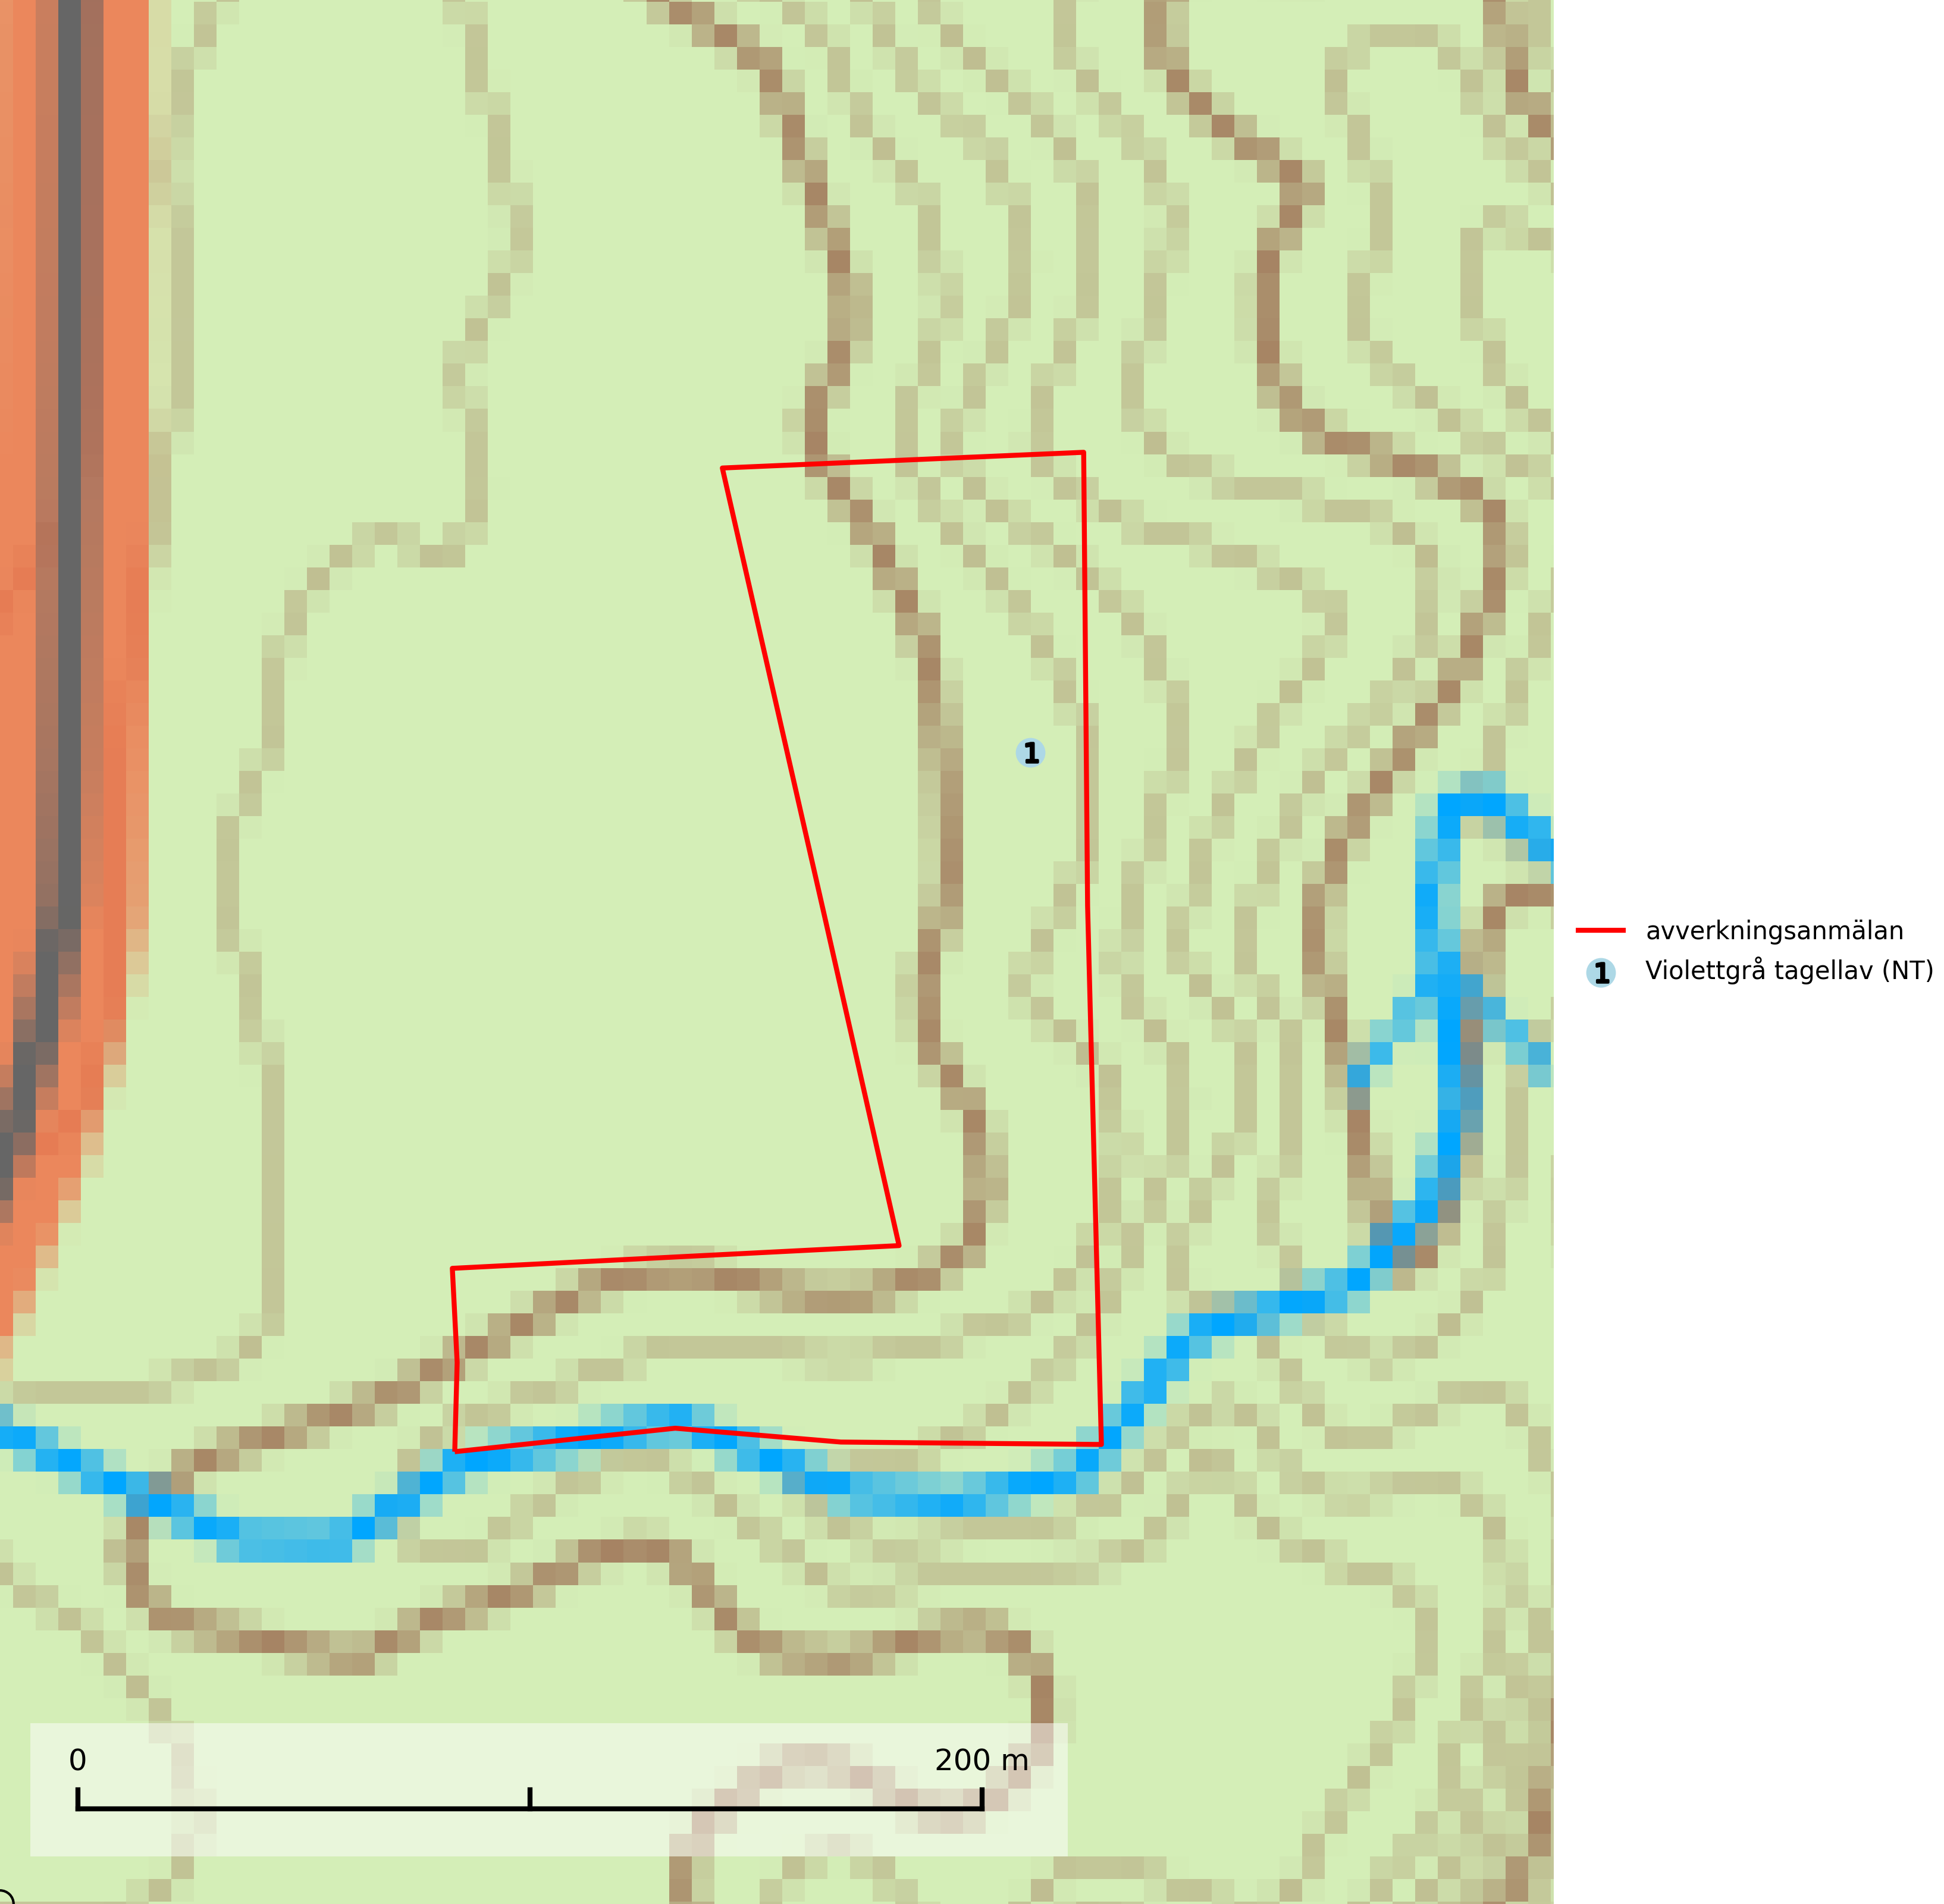 1
avverkningsanmälan
1 Violettgrå tagellav (NT)
0 200 m